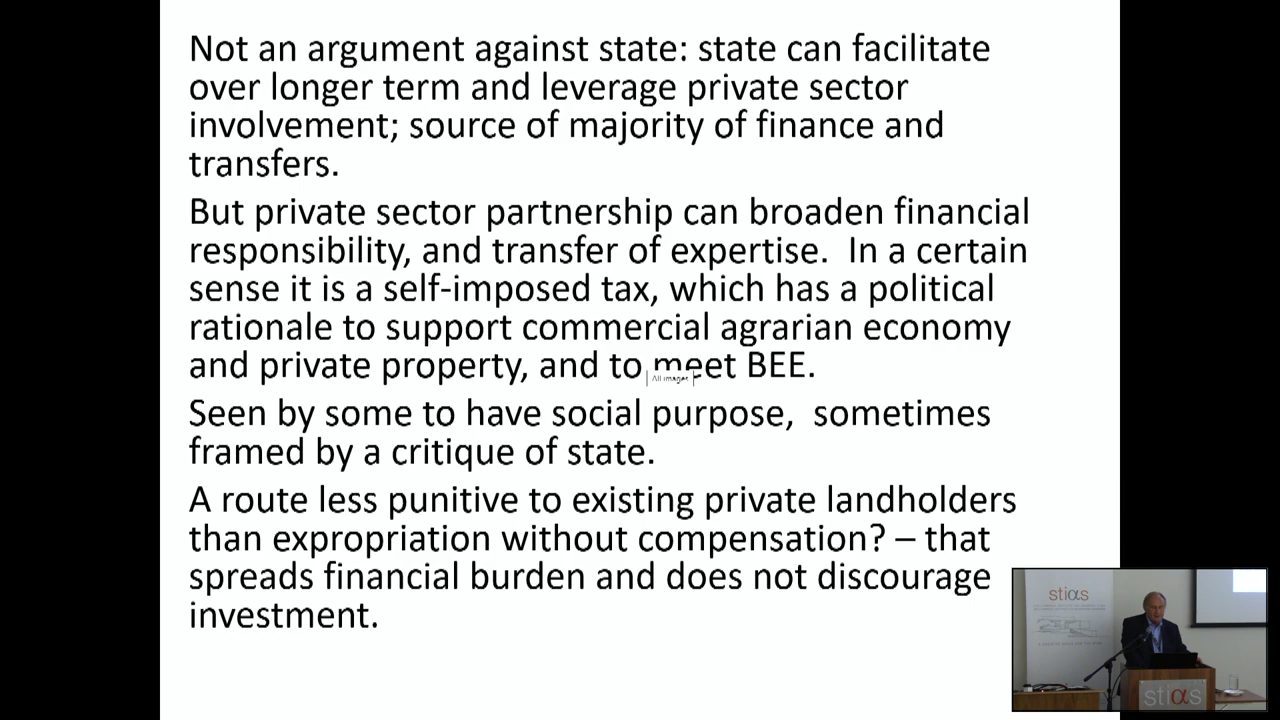 Not an argument against state: state can facilitate
over longer term and leverage private sector
involvement; source of majority of finance and
transfers.
But private sector partnership can broaden financial
responsibility, and transfer of expertise.  In a certain
sense it is a self-imposed tax, which has a political
rationale to support commercial agrarian economy
and private property, and to meet BEE.
All images
Seen by some to have social purpose,  sometimes
framed by a critique of state.
A route less punitive to existing private landholders
than expropriation without compensation? – that
spreads financial burden and does not discourage
investment.
stiαs
stiαs